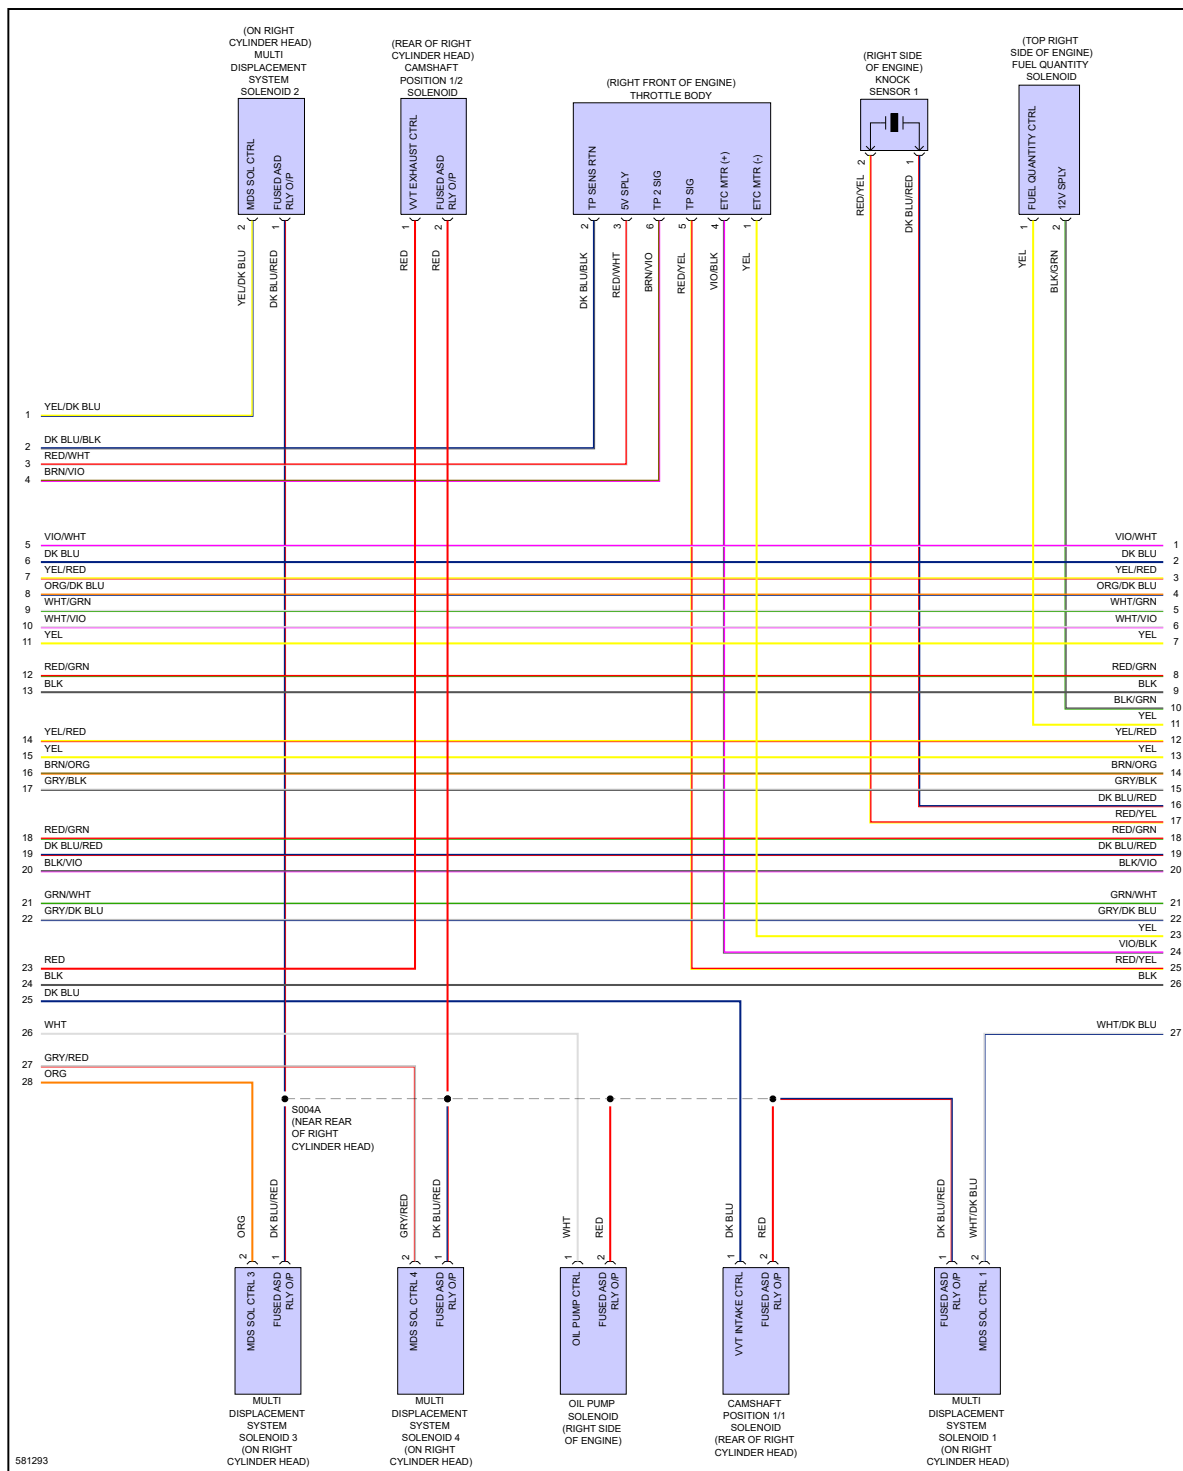 (ON RIGHT
CYLINDER HEAD)
MULTI
DISPLACEMENT
SYSTEM
SOLENOID 2
(REAR OF RIGHT
CYLINDER HEAD)
CAMSHAFT
POSITION 1/2
SOLENOID
(RIGHT FRONT OF ENGINE)
THROTTLE BODY
(RIGHT SIDE
OF ENGINE)
KNOCK
SENSOR 1
(TOP RIGHT
SIDE OF ENGINE)
FUEL QUANTITY
SOLENOID
MDS SOL CTRL
FUSED ASD
RLY O/P
VVT EXHAUST CTRL
FUSED ASD
RLY O/P
TP SENS RTN
5V SPLY
TP 2 SIG
TP SIG
ETC MTR (+)
ETC MTR (-)
FUEL QUANTITY CTRL
12V SPLY
2
1
1
2
2
3
6
5
4
1
2
1
1
2
YEL/DK BLU
DK BLU/RED
RED
RED
DK BLU/BLK
RED/WHT
BRN/VIO
RED/YEL
VIO/BLK
YEL
RED/YEL
DK BLU/RED
YEL
BLK/GRN
1 YEL/DK BLU
2 DK BLU/BLK
3 RED/WHT
4 BRN/VIO
5 VIO/WHT VIO/WHT 1
6 DK BLU DK BLU 2
7 YEL/RED YEL/RED 3
8 ORG/DK BLU ORG/DK BLU 4
9 WHT/GRN WHT/GRN 5
10 WHT/VIO WHT/VIO 6
11 YEL YEL 7
12 RED/GRN RED/GRN 8
13 BLK BLK 9
BLK/GRN 10
YEL 11
14 YEL/RED YEL/RED 12
15 YEL YEL 13
16 BRN/ORG BRN/ORG 14
17 GRY/BLK GRY/BLK 15
DK BLU/RED 16
RED/YEL 17
18 RED/GRN RED/GRN 18
19 DK BLU/RED DK BLU/RED 19
20 BLK/VIO BLK/VIO 20
21 GRN/WHT GRN/WHT 21
22 GRY/DK BLU GRY/DK BLU 22
YEL 23
VIO/BLK 24
23 RED RED/YEL 25
24 BLK BLK 26
25 DK BLU
26 WHT WHT/DK BLU 27
27 GRY/RED
28 ORG
S004A
(NEAR REAR
OF RIGHT
CYLINDER HEAD)
ORG
DK BLU/RED
GRY/RED
DK BLU/RED
WHT
RED
DK BLU
RED
DK BLU/RED
WHT/DK BLU
2
1
2
1
1
2
1
2
1
2
MDS SOL CTRL 3
FUSED ASD
RLY O/P
MDS SOL CTRL 4
FUSED ASD
RLY O/P
OIL PUMP CTRL
FUSED ASD
RLY O/P
VVT INTAKE CTRL
FUSED ASD
RLY O/P
FUSED ASD
RLY O/P
MDS SOL CTRL 1
MULTI
DISPLACEMENT
SYSTEM
SOLENOID 3
(ON RIGHT
CYLINDER HEAD)
MULTI
DISPLACEMENT
SYSTEM
SOLENOID 4
(ON RIGHT
CYLINDER HEAD)
OIL PUMP
SOLENOID
(RIGHT SIDE
OF ENGINE)
CAMSHAFT
POSITION 1/1
SOLENOID
(REAR OF RIGHT
CYLINDER HEAD)
MULTI
DISPLACEMENT
SYSTEM
SOLENOID 1
(ON RIGHT
CYLINDER HEAD)
581293